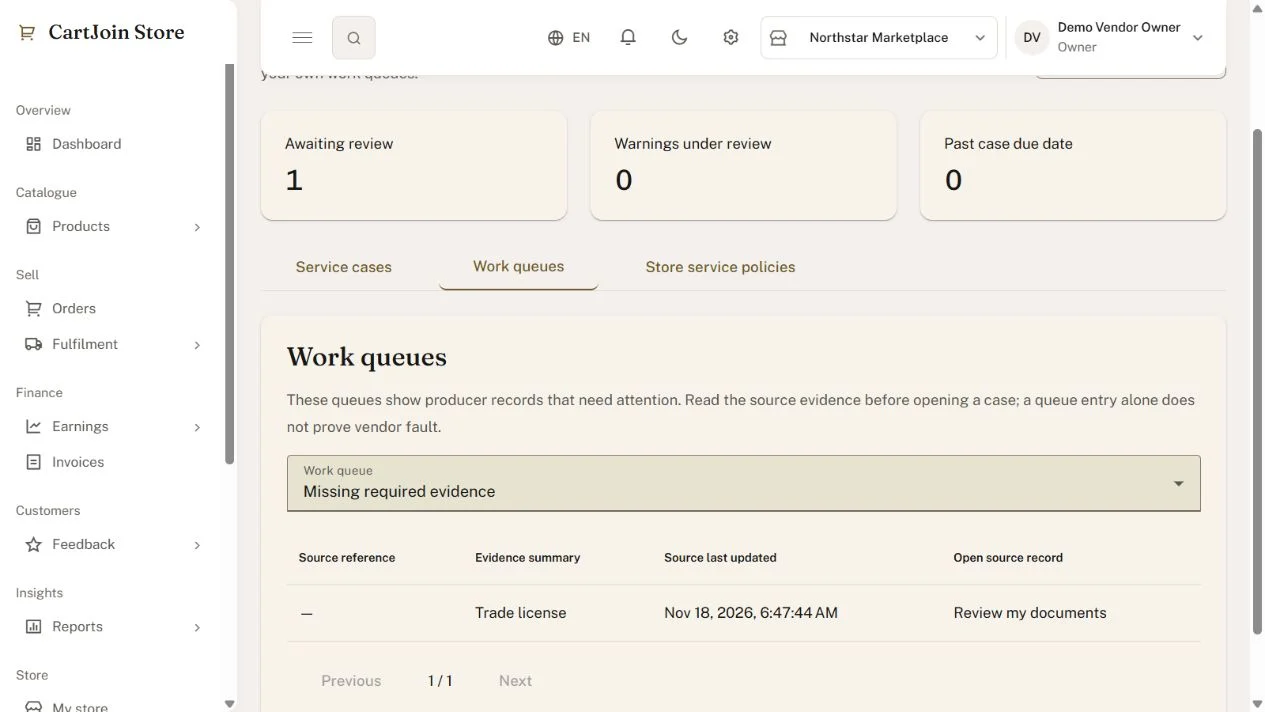 CartJoin Store
EN
Northstar Marketplace
DV
Demo Vendor Owner
Owner
Overview
Dashboard
Catalogue
Products
Sell
Orders
Fulfilment
Finance
Earnings
Invoices
Customers
Feedback
Insights
Reports
Store
My store
your own work queues.
Awaiting review
1
Warnings under review
0
Past case due date
0
Service cases
Work queues
Store service policies
Work queues
These queues show producer records that need attention. Read the source evidence before opening a case; a queue entry alone does
not prove vendor fault.
Work queue
Missing required evidence
Source reference Evidence summary Source last updated Open source record
— Trade license Nov 18, 2026, 6:47:44 AM Review my documents
Previous 1 / 1 Next